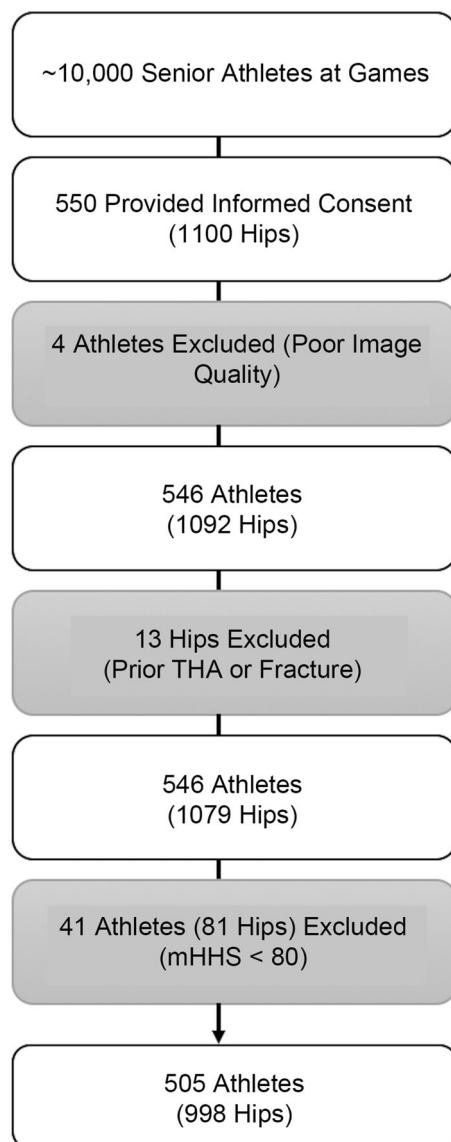 ~10,000 Senior Athletes at Games
550 Provided Informed Consent
(1100 Hips)
4 Athletes Excluded (Poor Image
Quality)
546 Athletes
(1092 Hips)
13 Hips Excluded
(Prior THA or Fracture)
546 Athletes
(1079 Hips)
41 Athletes (81 Hips) Excluded
(mHHS < 80)
505 Athletes
(998 Hips)